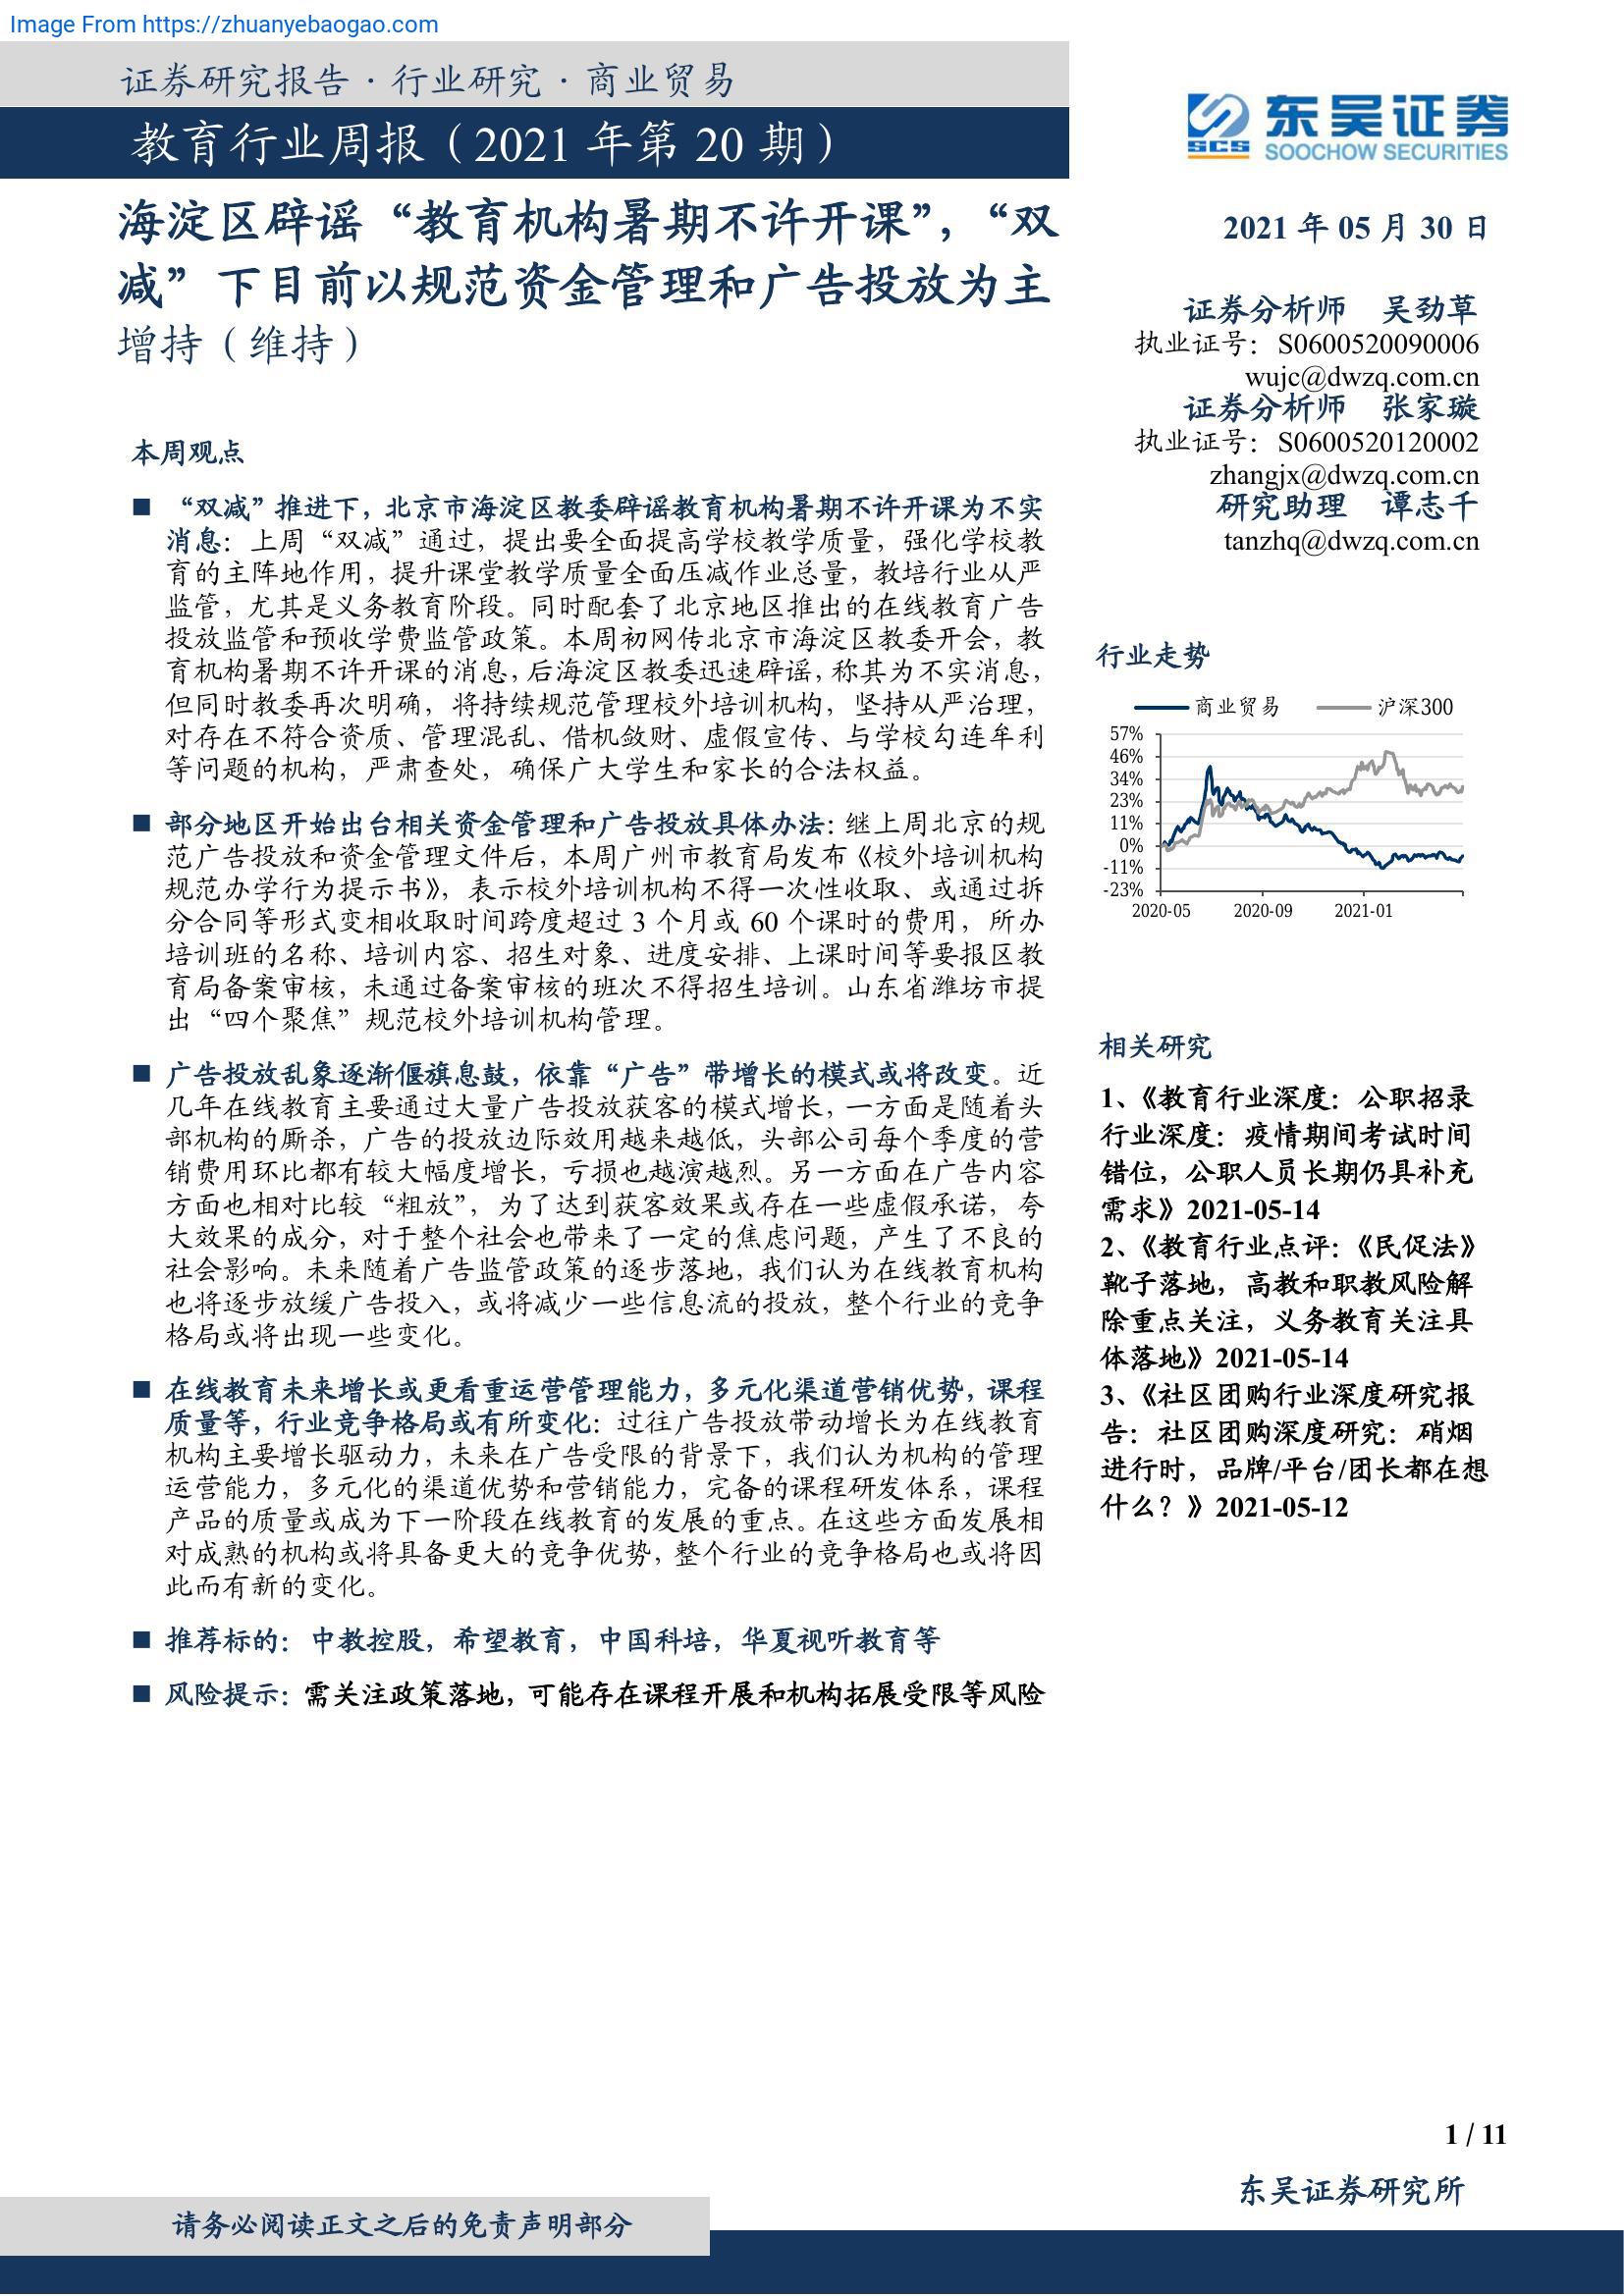 Image From https://zhuanyebaogao.com
证券研究报告·行业研究·商业贸易
教育行业周报（2021 年第 20 期）
东吴证券
SCS
SOOCHOW SECURITIES
海淀区辟谣“教育机构暑期不许开课”，“双
减”下目前以规范资金管理和广告投放为主
增持（维持）
本周观点
■ “双减”推进下，北京市海淀区教委辟谣教育机构暑期不许开课为不实
消息：上周“双减”通过，提出要全面提高学校教学质量，强化学校教
育的主阵地作用，提升课堂教学质量全面压减作业总量，教培行业从严
监管，尤其是义务教育阶段。同时配套了北京地区推出的在线教育广告
投放监管和预收学费监管政策。本周初网传北京市海淀区教委开会，教
育机构暑期不许开课的消息，后海淀区教委迅速辟谣，称其为不实消息，
但同时教委再次明确，将持续规范管理校外培训机构，坚持从严治理，
对存在不符合资质、管理混乱、借机敛财、虚假宣传、与学校勾连牟利
等问题的机构，严肃查处，确保广大学生和家长的合法权益。
■ 部分地区开始出台相关资金管理和广告投放具体办法：继上周北京的规
范广告投放和资金管理文件后，本周广州市教育局发布《校外培训机构
规范办学行为提示书》，表示校外培训机构不得一次性收取、或通过拆
分合同等形式变相收取时间跨度超过 3 个月或 60 个课时的费用，所办
培训班的名称、培训内容、招生对象、进度安排、上课时间等要报区教
育局备案审核，未通过备案审核的班次不得招生培训。山东省潍坊市提
出“四个聚焦”规范校外培训机构管理。
■ 广告投放乱象逐渐偃旗息鼓，依靠“广告”带增长的模式或将改变。近
几年在线教育主要通过大量广告投放获客的模式增长，一方面是随着头
部机构的厮杀，广告的投放边际效用越来越低，头部公司每个季度的营
销费用环比都有较大幅度增长，亏损也越演越烈。另一方面在广告内容
方面也相对比较“粗放”，为了达到获客效果或存在一些虚假承诺，夸
大效果的成分，对于整个社会也带来了一定的焦虑问题，产生了不良的
社会影响。未来随着广告监管政策的逐步落地，我们认为在线教育机构
也将逐步放缓广告投入，或将减少一些信息流的投放，整个行业的竞争
格局或将出现一些变化。
■ 在线教育未来增长或更看重运营管理能力，多元化渠道营销优势，课程
质量等，行业竞争格局或有所变化：过往广告投放带动增长为在线教育
机构主要增长驱动力，未来在广告受限的背景下，我们认为机构的管理
运营能力，多元化的渠道优势和营销能力，完备的课程研发体系，课程
产品的质量或成为下一阶段在线教育的发展的重点。在这些方面发展相
对成熟的机构或将具备更大的竞争优势，整个行业的竞争格局也或将因
此而有新的变化。
■ 推荐标的：中教控股，希望教育，中国科培，华夏视听教育等
■ 风险提示：需关注政策落地，可能存在课程开展和机构拓展受限等风险
2021 年 05 月 30 日
证券分析师 吴劲草
执业证号：S0600520090006
wujc@dwzq.com.cn
证券分析师 张家璇
执业证号：S0600520120002
zhangjx@dwzq.com.cn
研究助理 谭志千
tanzhq@dwzq.com.cn
行业走势
商业贸易 沪深300
57%
46%
34%
23%
11%
0%
-11%
-23%
2020-05 2020-09 2021-01
相关研究
1、《教育行业深度：公职招录
行业深度：疫情期间考试时间
错位，公职人员长期仍具补充
需求》2021-05-14
2、《教育行业点评：《民促法》
靴子落地，高教和职教风险解
除重点关注，义务教育关注具
体落地》2021-05-14
3、《社区团购行业深度研究报
告：社区团购深度研究：硝烟
进行时，品牌/平台/团长都在想
什么？》2021-05-12
1 / 11
东吴证券研究所
请务必阅读正文之后的免责声明部分